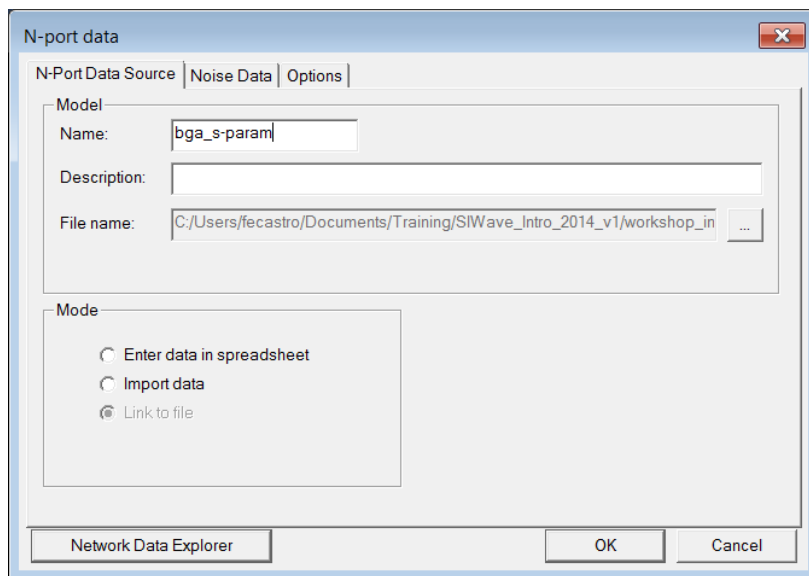 N-port data
N-Port Data Source Noise Data Options
Model
Name: bga_s-param
Description:
File name: C:/Users/fecastro/Documents/Training/SIWave_Intro_2014_v1/workshop_in ...
Mode
Enter data in spreadsheet
Import data
Link to file
Network Data Explorer OK Cancel